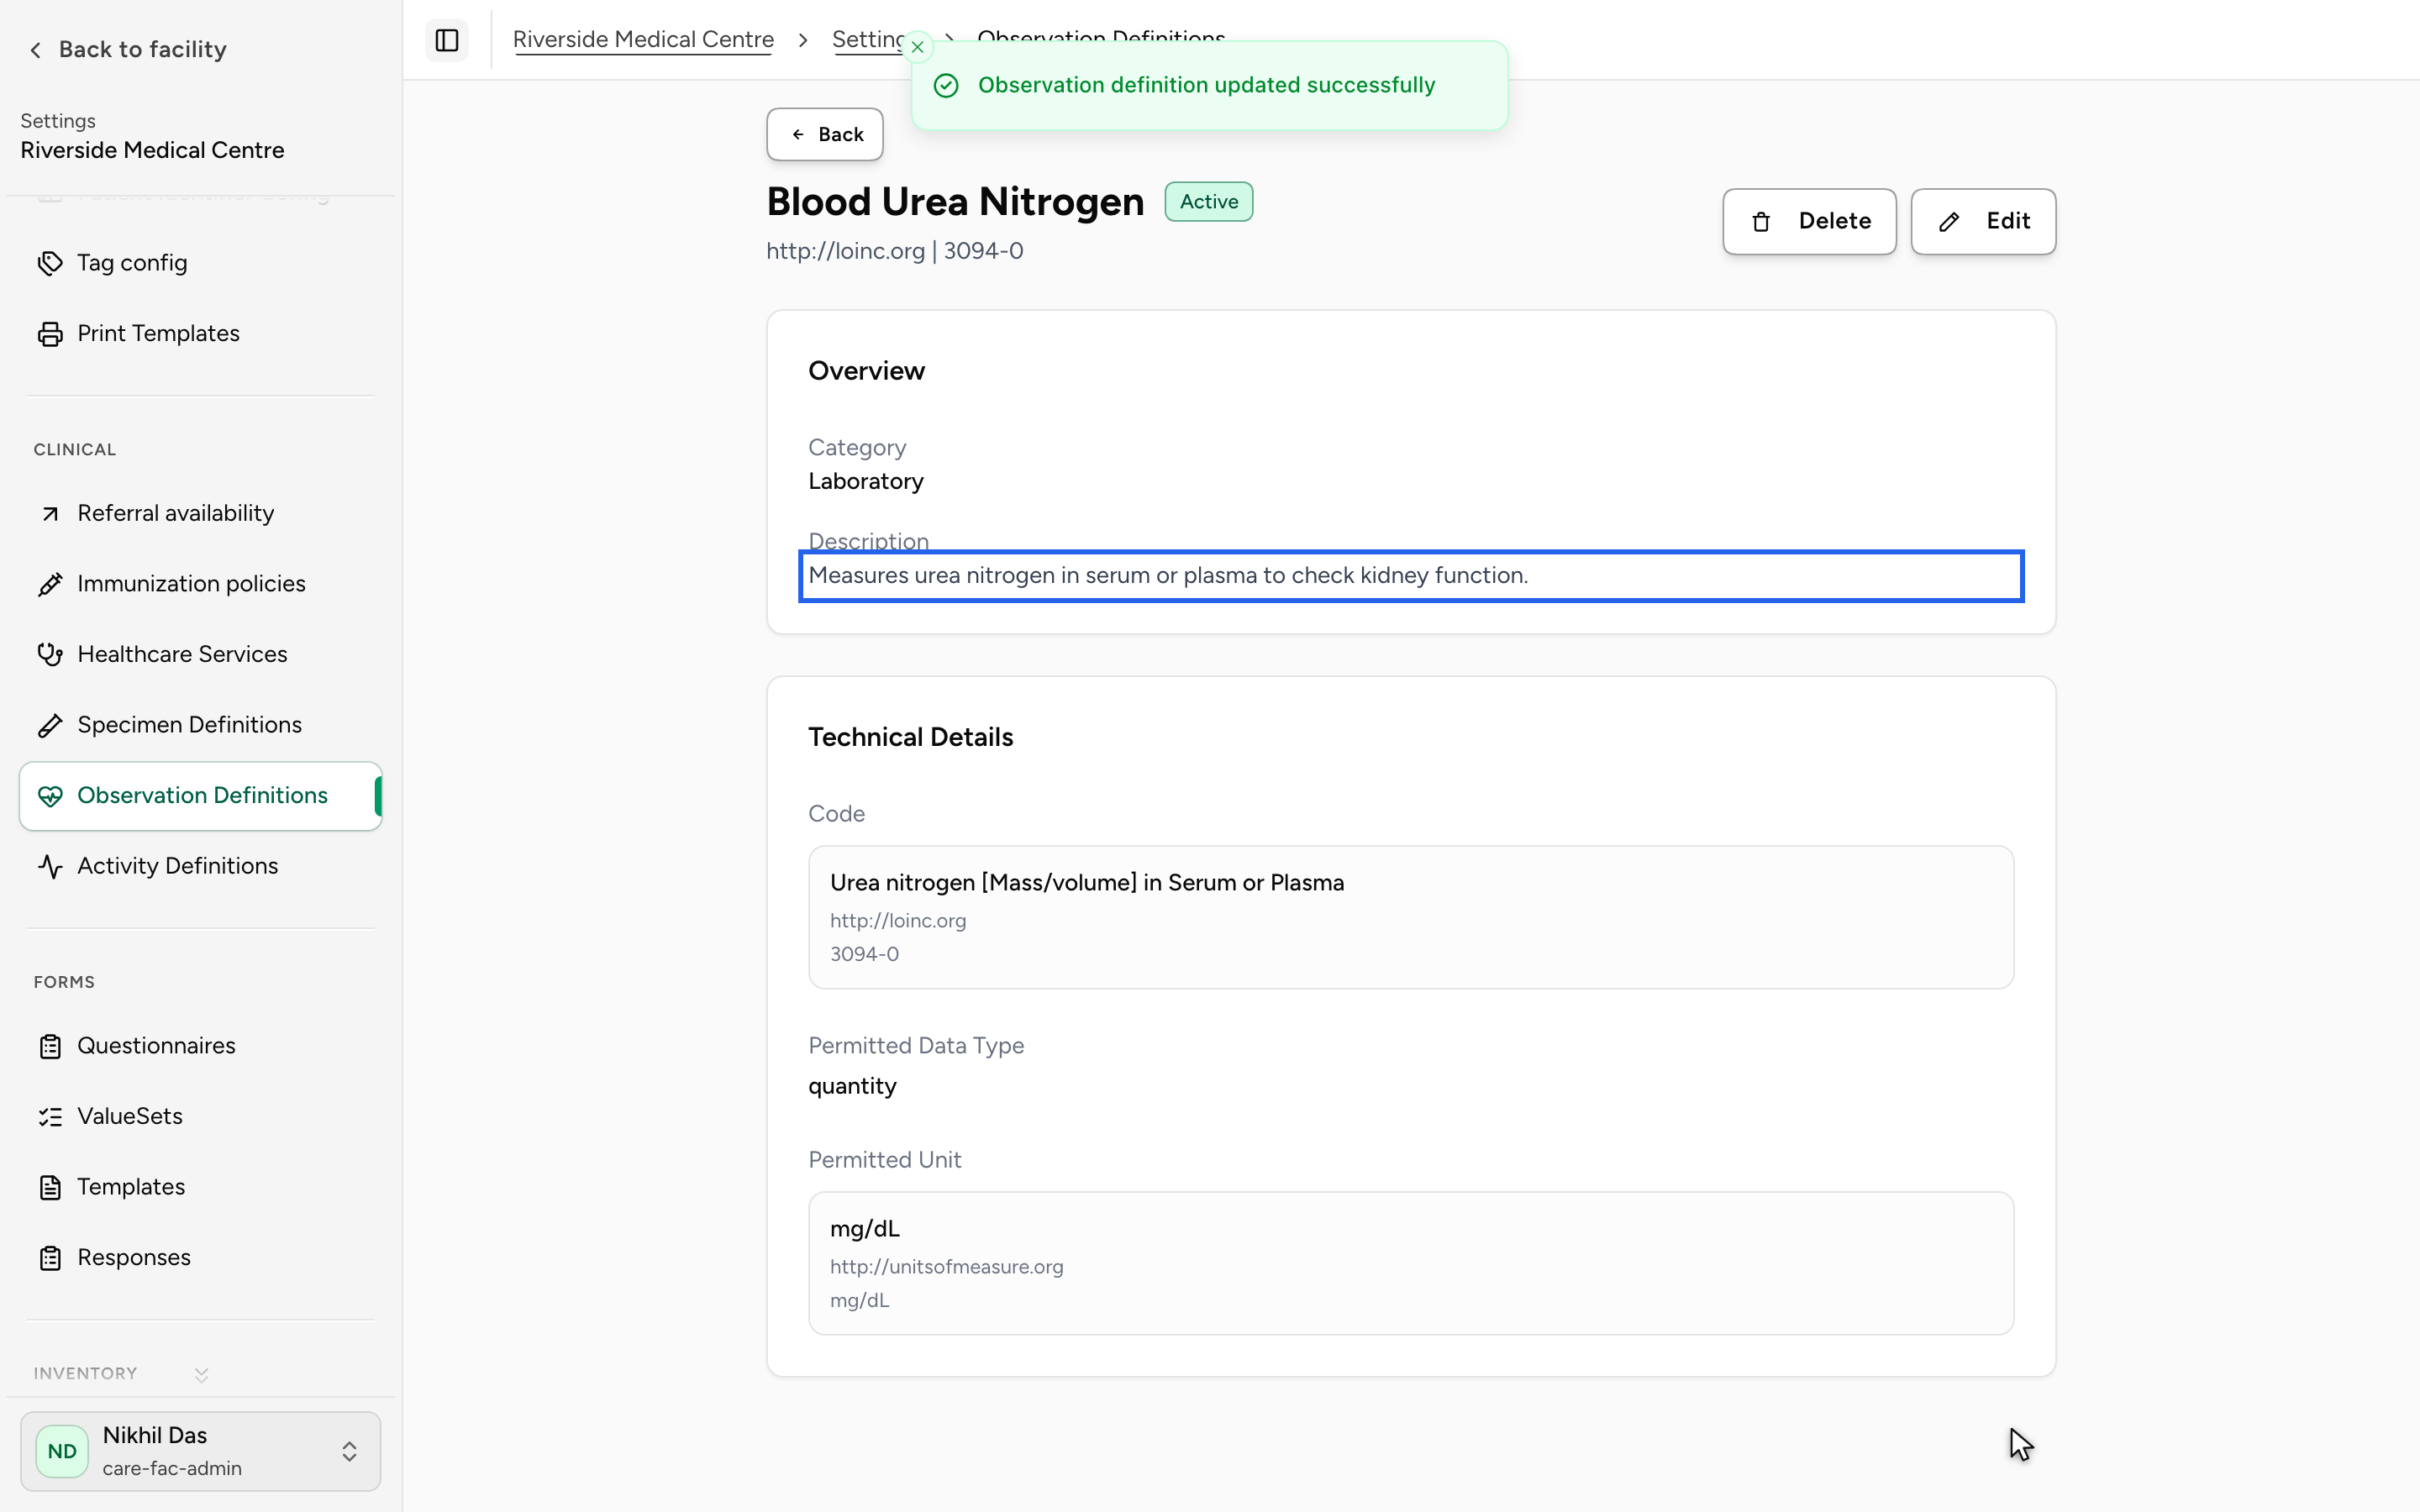 Back to facility
Settings
Riverside Medical Centre
Tag config
Print Templates
CLINICAL
Referral availability
Immunization policies
Healthcare Services
Specimen Definitions
Observation Definitions
Activity Definitions
FORMS
Questionnaires
ValueSets
Templates
Responses
INVENTORY
ND
Nikhil Das
care-fac-admin
Riverside Medical Centre
Observation Definitions
Observation definition updated successfully
Back
Blood Urea Nitrogen
Active
http://loinc.org | 3094-0
Delete
Edit
Overview
Category
Laboratory
Description
Measures urea nitrogen in serum or plasma to check kidney function.
Technical Details
Code
Urea nitrogen [Mass/volume] in Serum or Plasma
http://loinc.org
3094-0
Permitted Data Type
quantity
Permitted Unit
mg/dL
http://unitsofmeasure.org
mg/dL